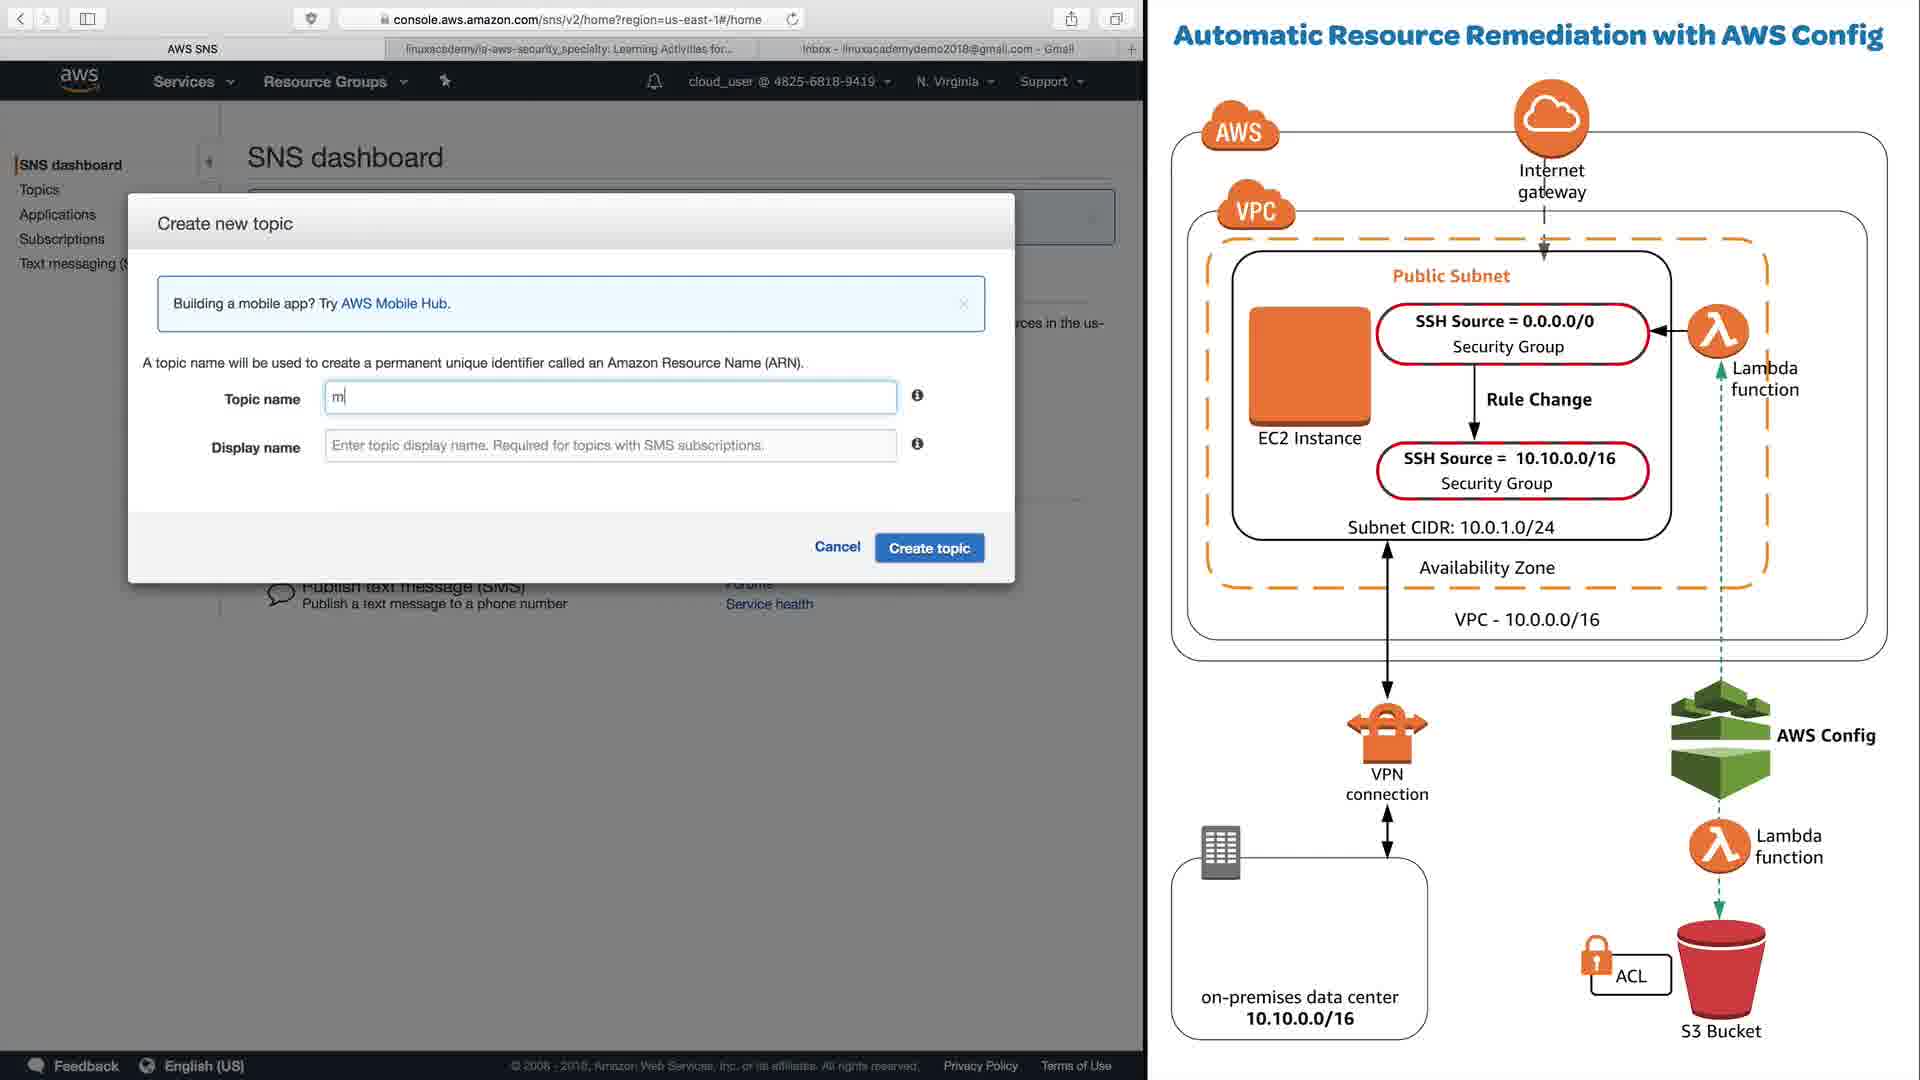 console.aws.amazon.com/sns/v2/home?region=us-east-1#/home
AWS SNS
linuxacademy/la-aws-security_specialty: Learning Activities for...
Inbox - linuxacademydemo2018@gmail.com - Gmail
aws
Services
Resource Groups
cloud_user @ 4825-6818-9419
N. Virginia
Support
SNS dashboard
Topics
Applications
Subscriptions
Text messaging (S
SNS dashboard
rces in the us-
Create new topic
Building a mobile app? Try AWS Mobile Hub.
A topic name will be used to create a permanent unique identifier called an Amazon Resource Name (ARN).
Topic name
m
Display name
Enter topic display name. Required for topics with SMS subscriptions.
Cancel
Create topic
Publish text message (SMS)
Publish a text message to a phone number
Forums
Service health
Feedback
English (US)
© 2008 - 2018, Amazon Web Services, Inc. or its affiliates. All rights reserved.
Privacy Policy
Terms of Use
Automatic Resource Remediation with AWS Config
AWS
Internet
gateway
VPC
Public Subnet
SSH Source = 0.0.0.0/0
Security Group
Lambda
function
Rule Change
EC2 Instance
SSH Source = 10.10.0.0/16
Security Group
Subnet CIDR: 10.0.1.0/24
Availability Zone
VPC - 10.0.0.0/16
AWS Config
VPN
connection
Lambda
function
ACL
on-premises data center
10.10.0.0/16
S3 Bucket